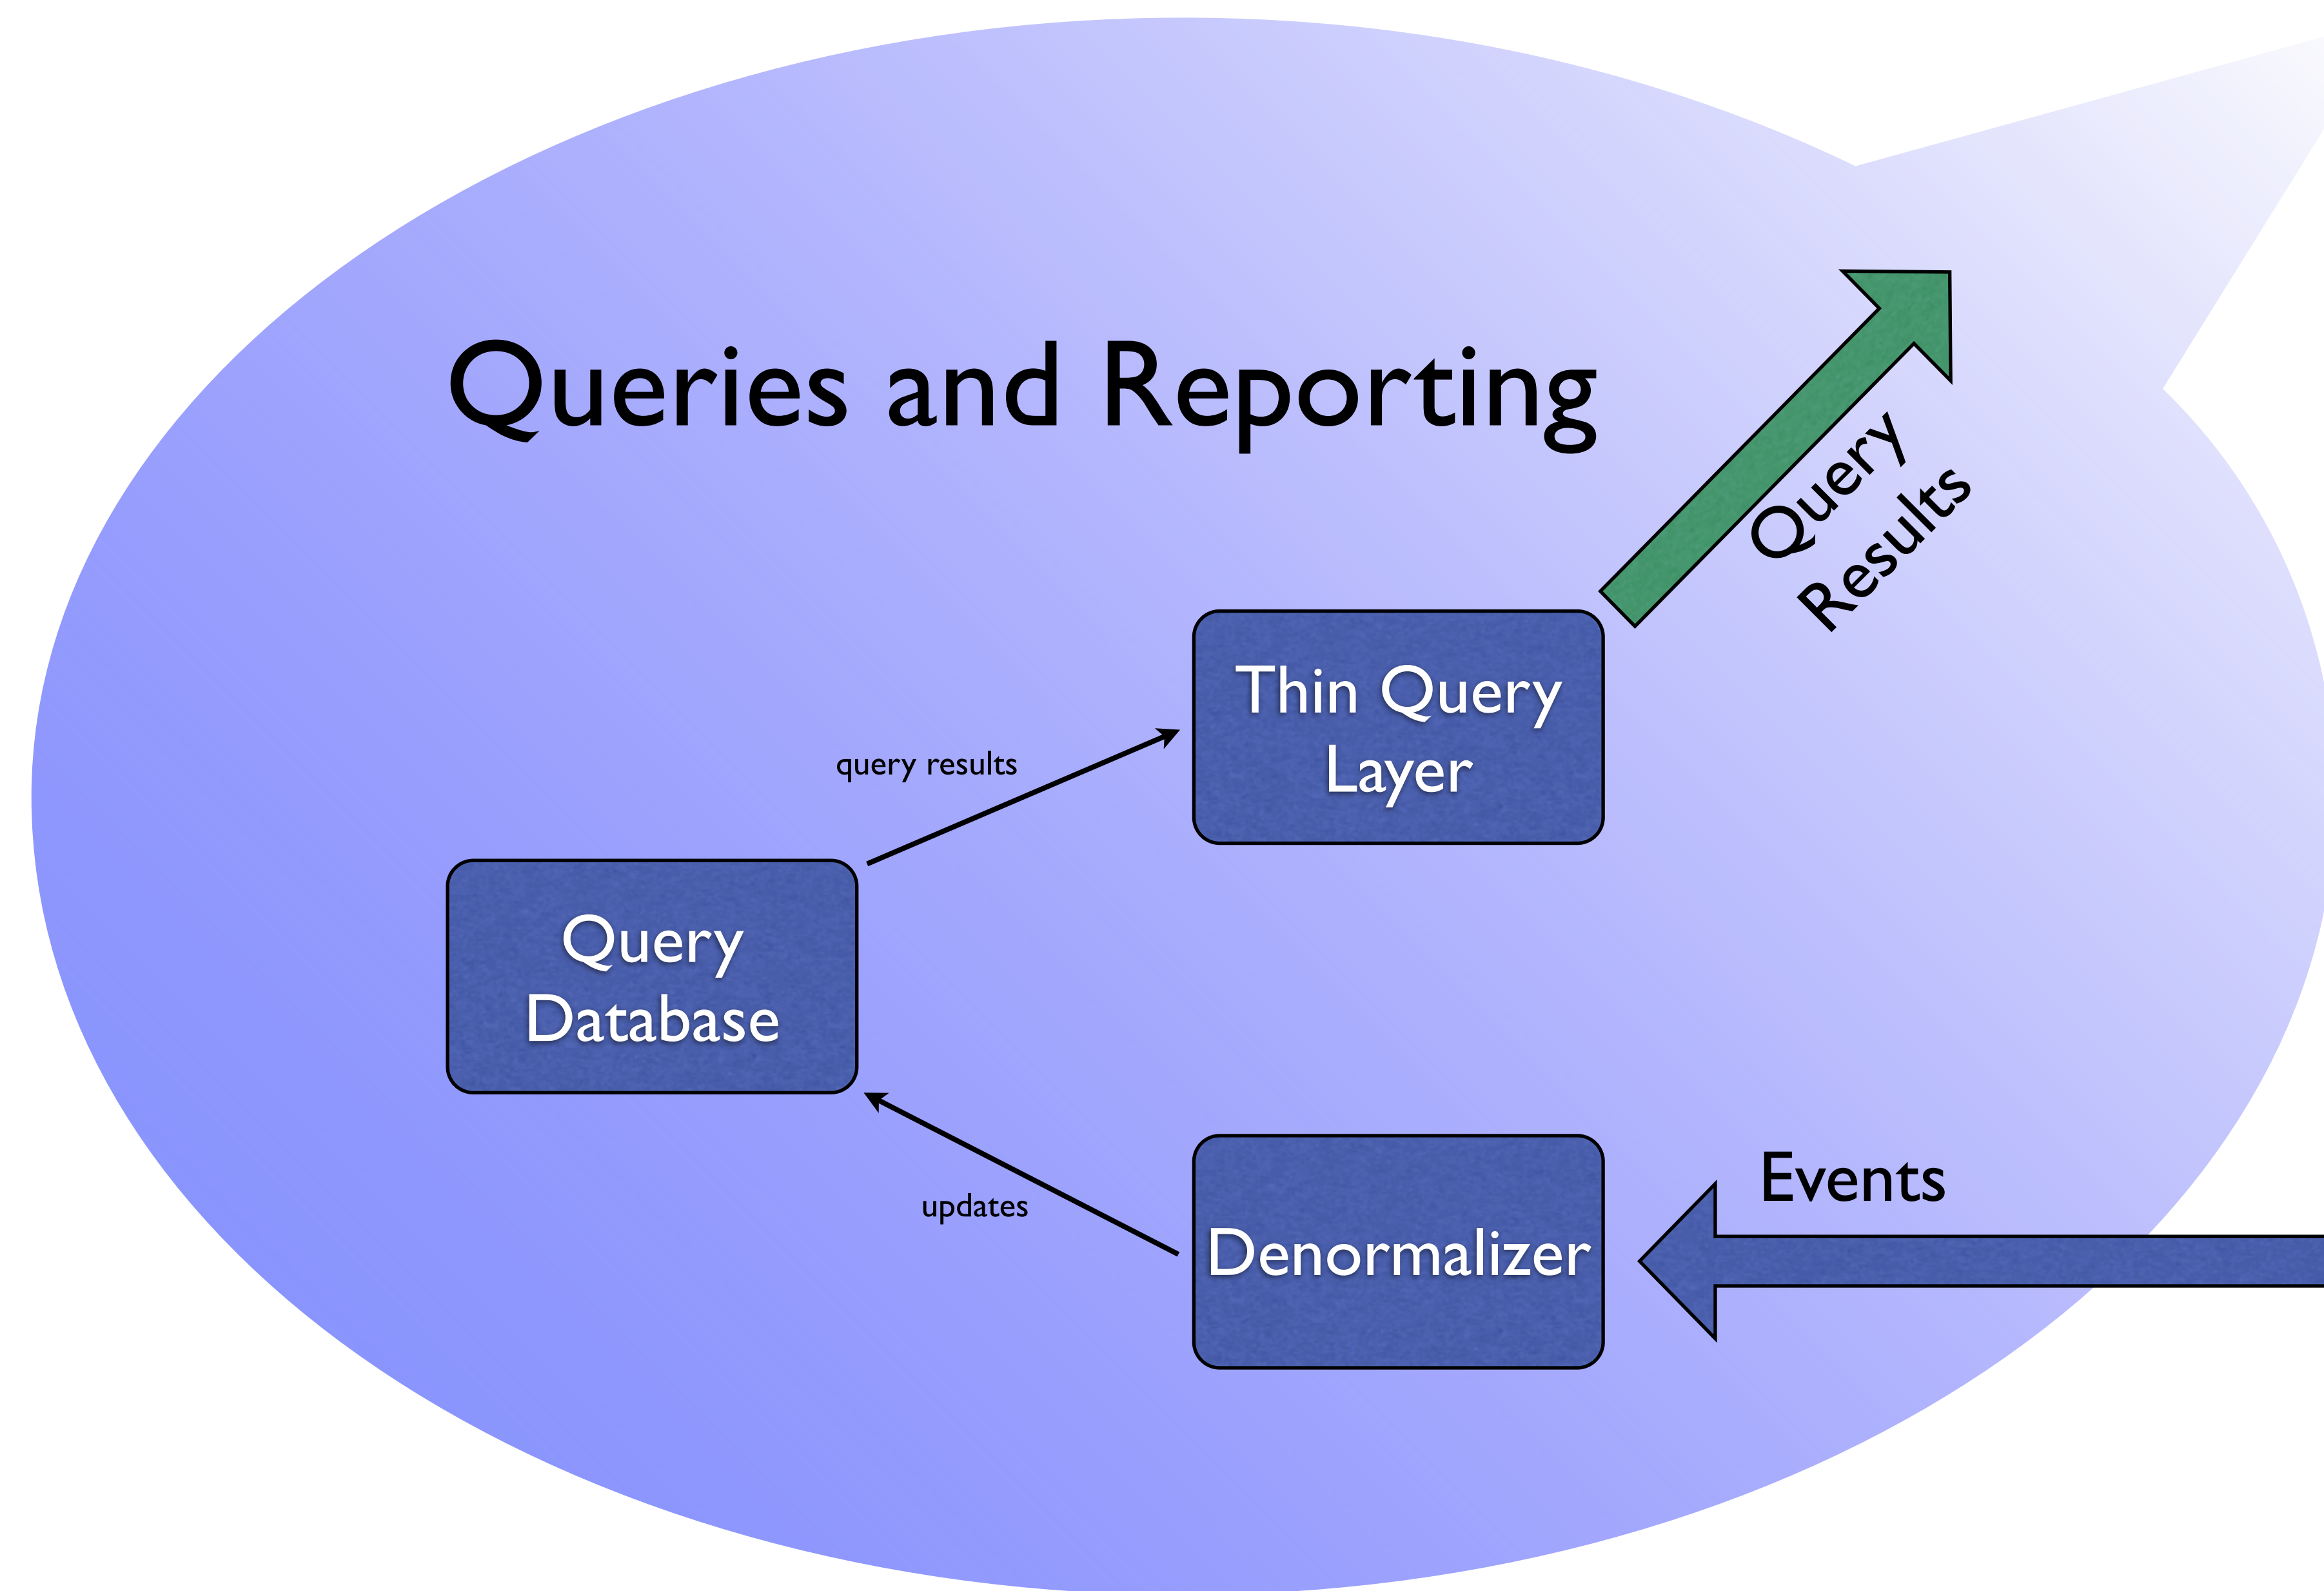 Queries and Reporting
Query
Results
Thin Query
Layer
query results
Query
Database
updates
Denormalizer
Events